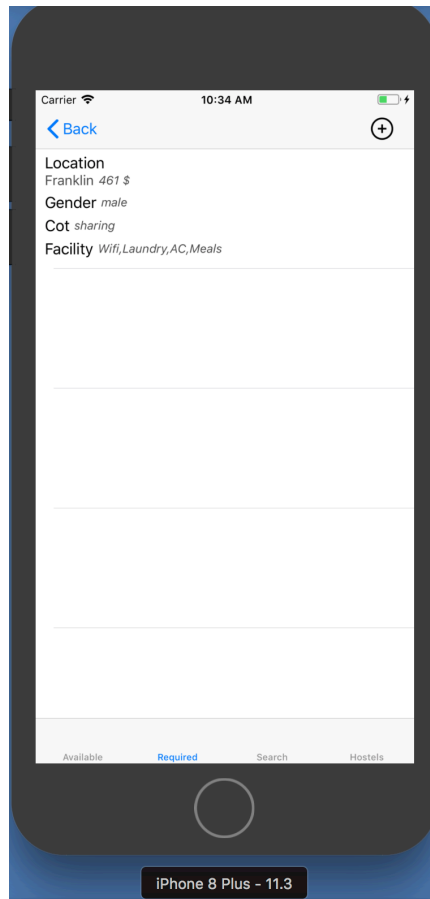 Carrier 10:34 AM
Back
Location
Franklin 461 $
Gender male
Cot sharing
Facility Wifi,Laundry,AC,Meals
Available Required Search Hostels
iPhone 8 Plus - 11.3